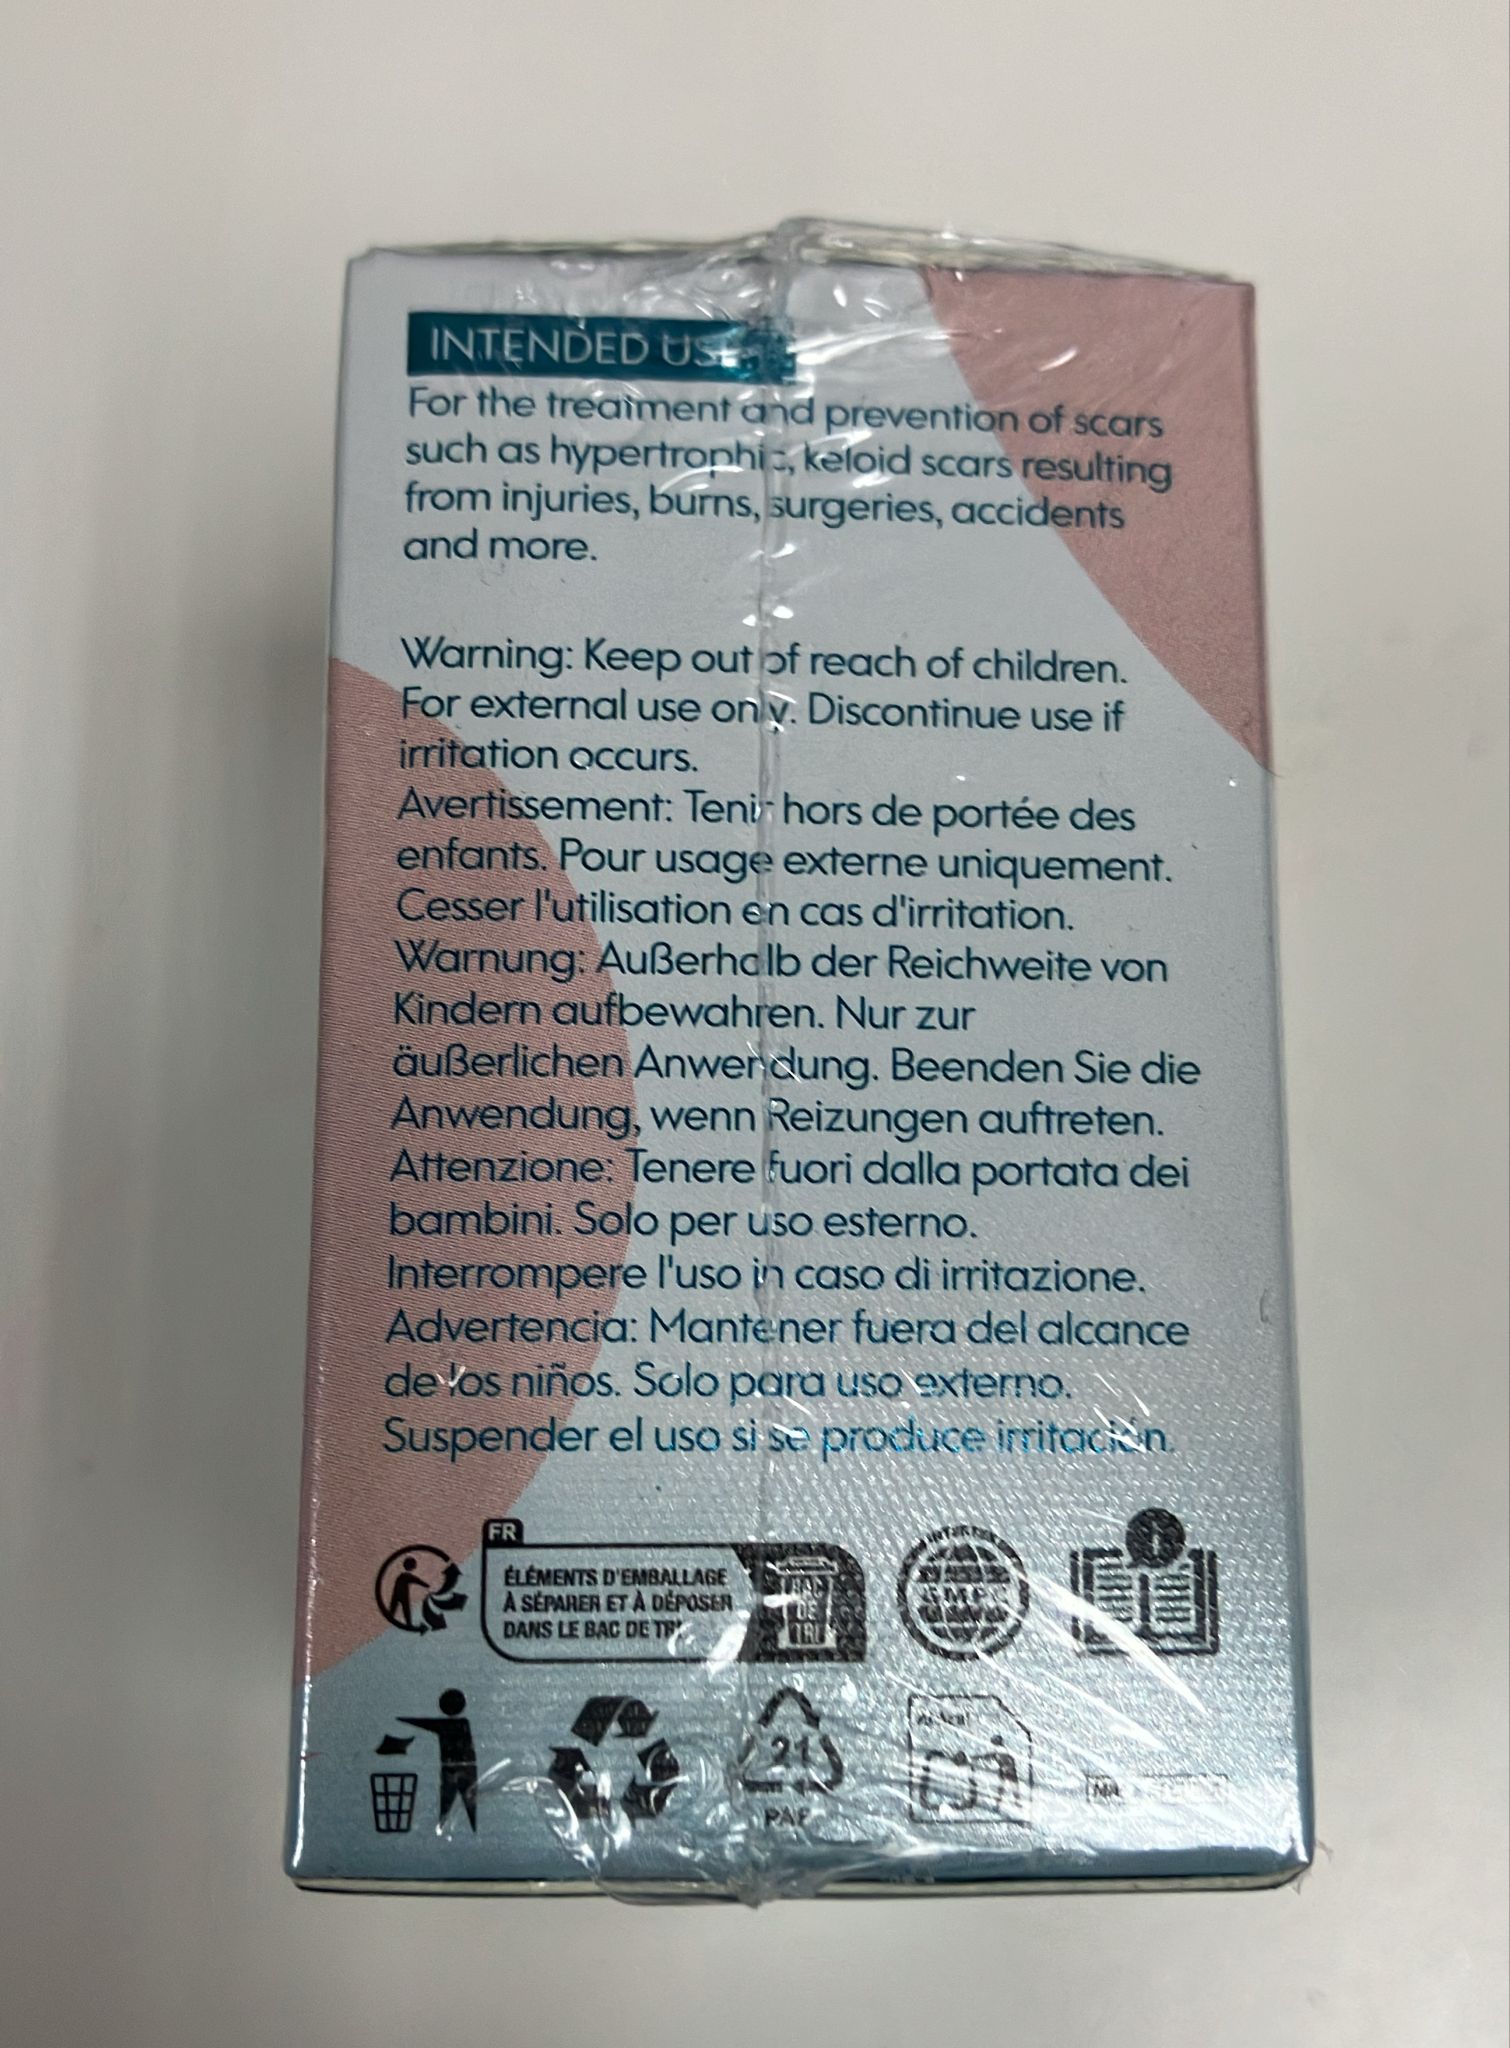 INTENDED USE
For the treatment and prevention of scars
such as hypertrophic, keloid scars resulting
from injuries, burns, surgeries, accidents
and more.
Warning: Keep out of reach of children.
For external use only. Discontinue use if
irritation occurs.
Avertissement: Tenir hors de portée des
enfants. Pour usage externe uniquement.
Cesser l'utilisation en cas d'irritation.
Warnung: Außerhalb der Reichweite von
Kindern aufbewahren. Nur zur
äußerlichen Anwendung. Beenden Sie die
Anwendung, wenn Reizungen auftreten.
Attenzione: Tenere fuori dalla portata dei
bambini. Solo per uso esterno.
Interrompere l'uso in caso di irritazione.
Advertencia: Mantener fuera del alcance
de los niños. Solo para uso externo.
Suspender el uso si se produce irritación.
FR
ÉLÉMENTS D'EMBALLAGE
À SÉPARER ET À DÉPOSER
DANS LE BAC DE TRI
BAC
DE
TRI
INTERTEK
GMP
21
PAP